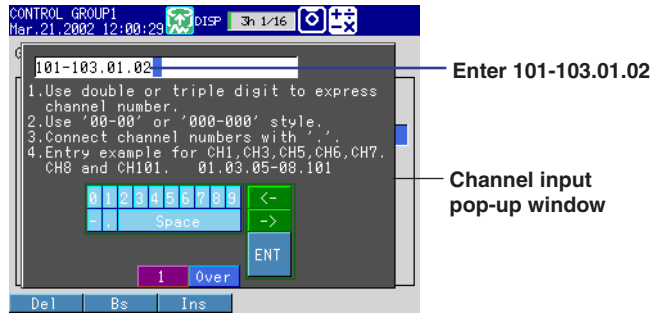 CONTROL GROUP1
Mar.21.2002 12:00:29 DISP 3h 1/16
G
101-103.01.02
Enter 101-103.01.02
1.Use double or triple digit to express
channel number.
2.Use '00-00' or '000-000' style.
3.Connect channel numbers with '.'.
4.Entry example for CH1,CH3,CH5,CH6,CH7.
CH8 and CH101. 01.03.05-08.101
Channel input
pop-up window
0 1 2 3 4 5 6 7 8 9 <-
- . Space ->
ENT
1 Over
Del Bs Ins